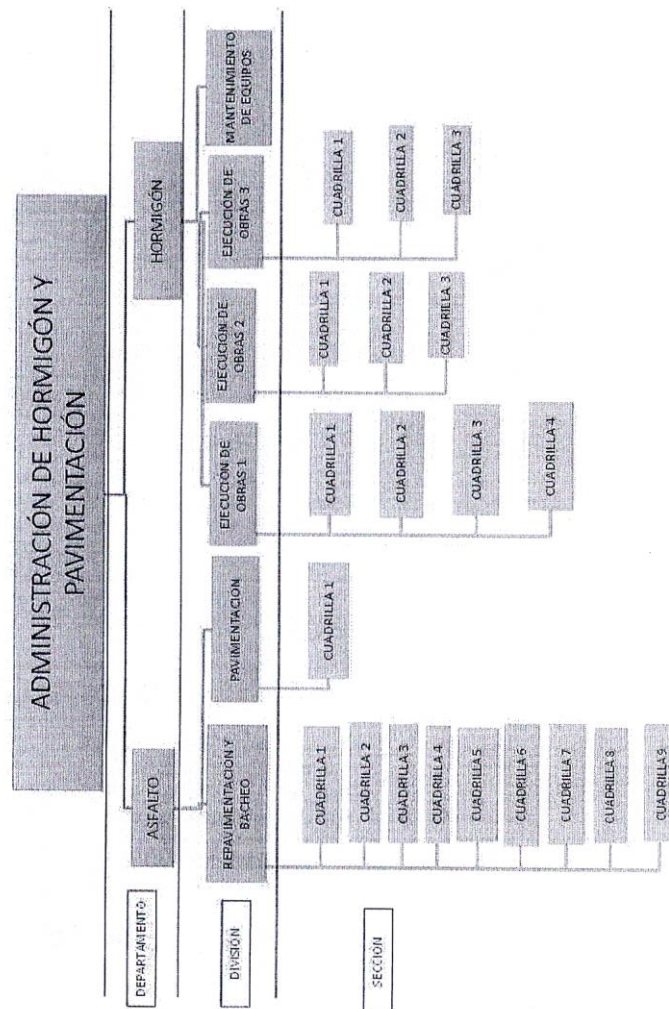 ADMINISTRACIÓN DE HORMIGÓN Y
PAVIMENTACIÓN
DEPARTAMENTO:
ASFALTO
HORMIGÓN
DIVISIÓN:
REPAVIMENTACION Y
BACHEO
PAVIMENTACION
EJECUCIÓN DE
OBRAS 1
EJECUCIÓN DE
OBRAS 2
EJECUCIÓN DE
OBRAS 3
MANTENIMIENTO
DE EQUIPOS
SECCIÓN
CUADRILLA 1
CUADRILLA 2
CUADRILLA 3
CUADRILLA 4
CUADRILLA 5
CUADRILLA 6
CUADRILLA 7
CUADRILLA 8
CUADRILLA 9
CUADRILLA 1
CUADRILLA 1
CUADRILLA 2
CUADRILLA 3
CUADRILLA 4
CUADRILLA 1
CUADRILLA 2
CUADRILLA 3
CUADRILLA 1
CUADRILLA 2
CUADRILLA 3